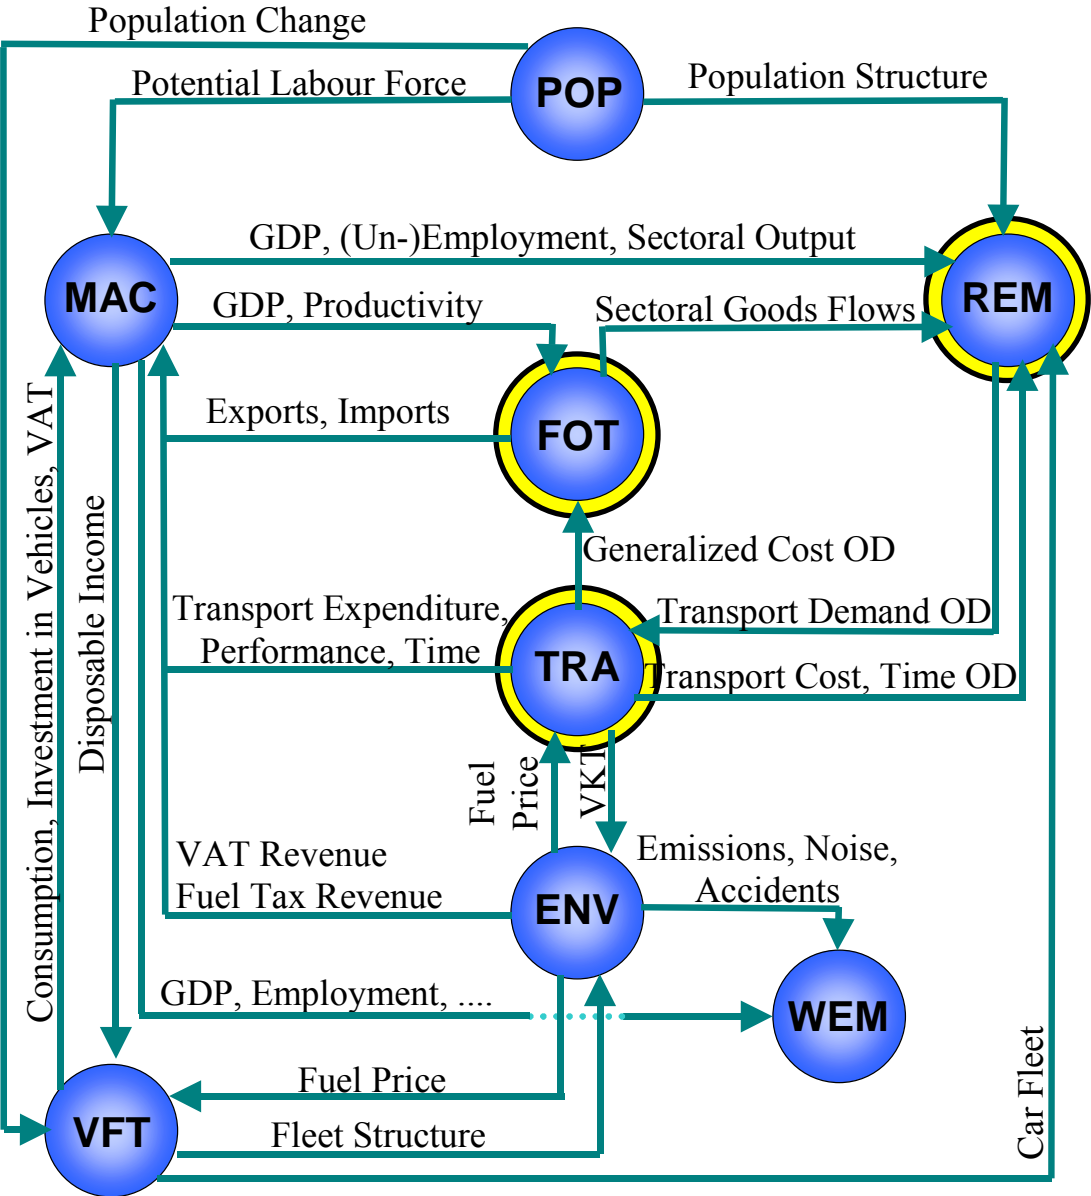 Population Change
POP
Potential Labour Force
Population Structure
GDP, (Un-)Employment, Sectoral Output
MAC
REM
GDP, Productivity
Sectoral Goods Flows
Exports, Imports
FOT
Consumption, Investment in Vehicles, VAT
Disposable Income
Generalized Cost OD
Transport Expenditure,
Performance, Time
Transport Demand OD
TRA
Transport Cost, Time OD
Fuel
Price
VKT
VAT Revenue
Fuel Tax Revenue
Emissions, Noise,
Accidents
ENV
GDP, Employment, ....
WEM
Fuel Price
Car Fleet
VFT
Fleet Structure